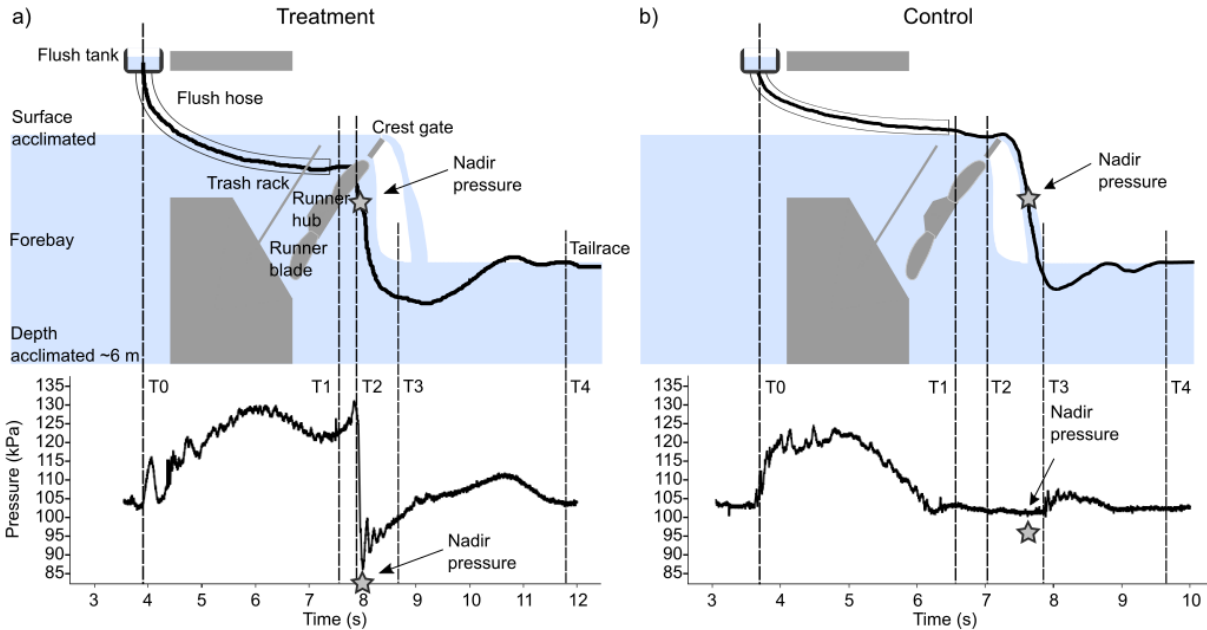 a)
Treatment
Flush tank
Flush hose
Surface
acclimated
Crest gate
Trash rack
Nadir
pressure
Runner
hub
Forebay
Runner
blade
Tailrace
Depth
acclimated ~6 m
T0
T1
T2
T3
T4
Pressure (kPa)
135
130
125
120
115
110
105
100
95
90
85
Nadir
pressure
3 4 5 6 7 8 9 10 11 12
Time (s)
b)
Control
Nadir
pressure
T0
T1
T2
T3
T4
135
130
125
120
115
110
105
100
95
90
85
Nadir
pressure
3 4 5 6 7 8 9 10
Time (s)